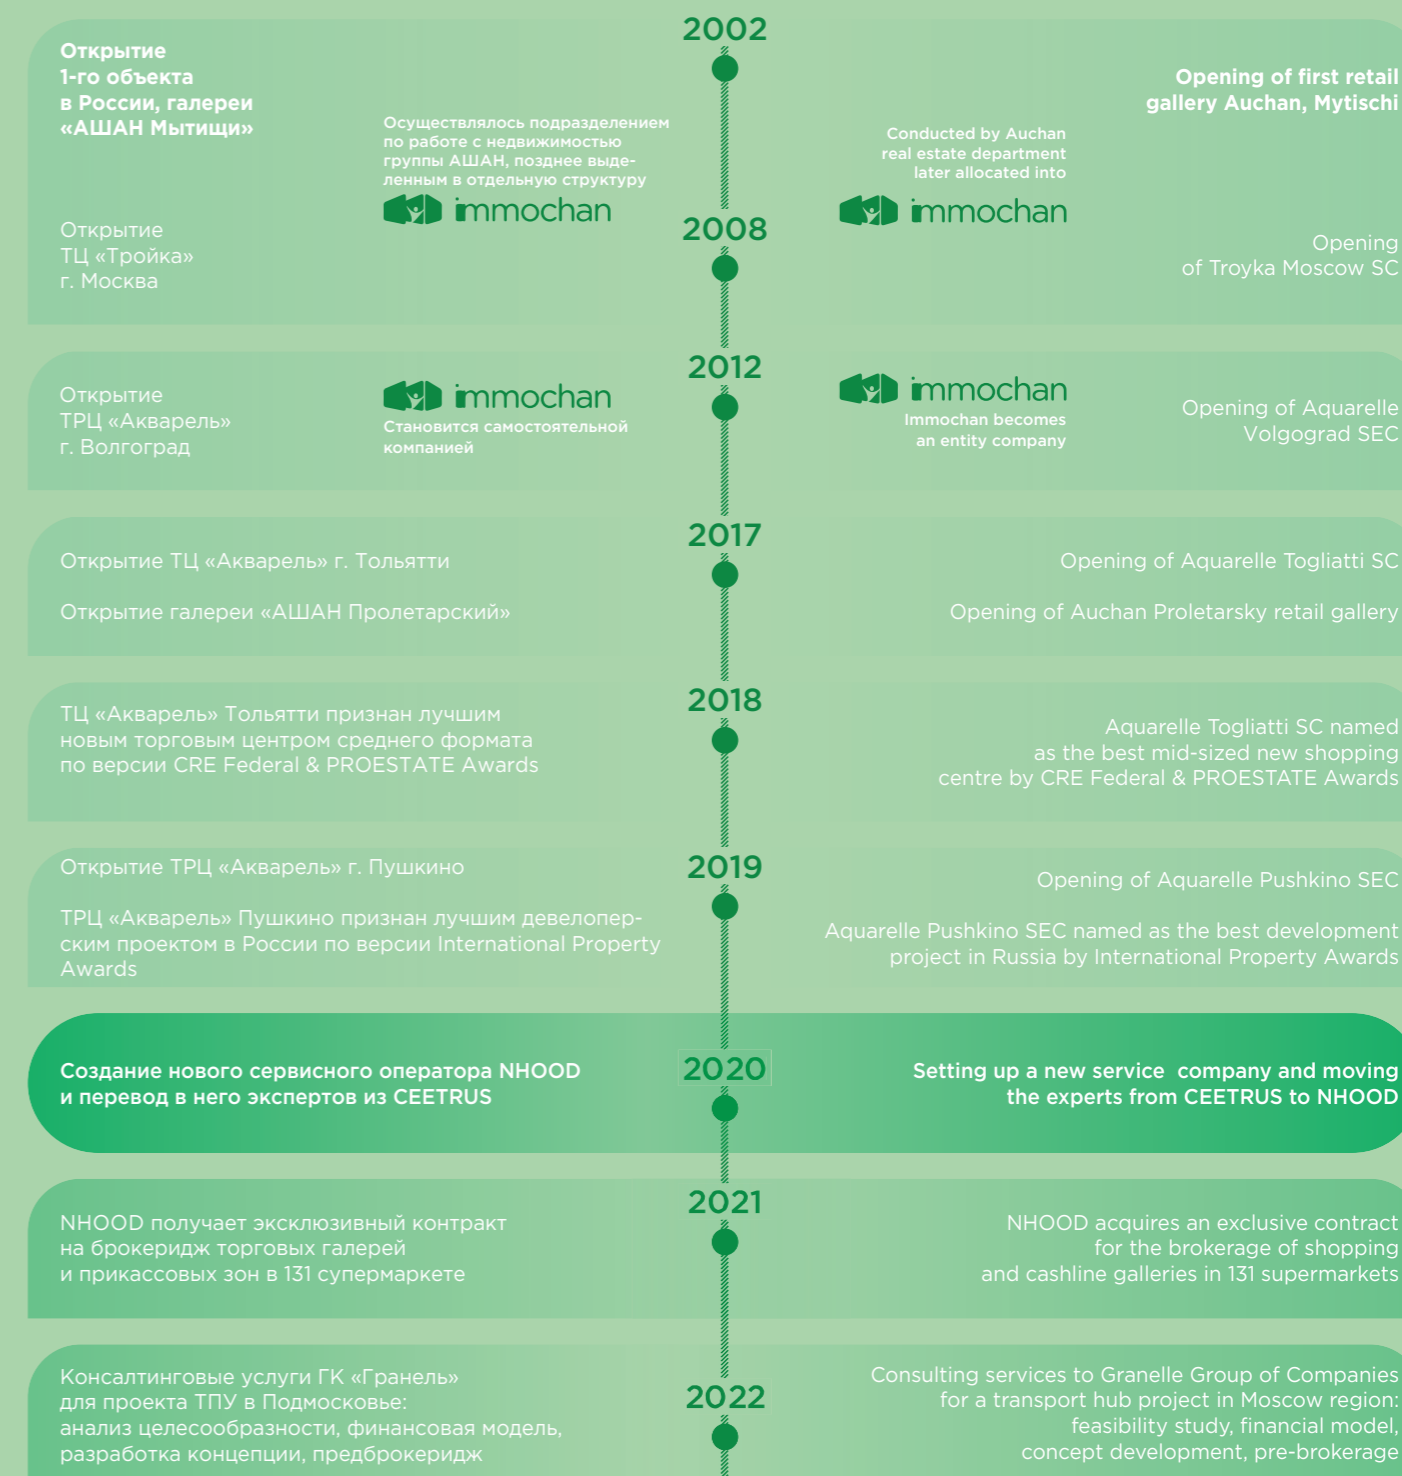 2002
Открытие
1-го объекта
в России, галереи
«АШАН Мытищи»
Осуществлялось подразделением
по работе с недвижимостью
группы АШАН, позднее выде-
ленным в отдельную структуру
immochan
Conducted by Auchan
real estate department
later allocated into
immochan
Opening of first retail
gallery Auchan, Mytischi
2008
Открытие
ТЦ «Тройка»
г. Москва
Opening
of Troyka Moscow SC
2012
Открытие
ТРЦ «Акварель»
г. Волгоград
immochan
Становится самостоятельной
компанией
immochan
Immochan becomes
an entity company
Opening of Aquarelle
Volgograd SEC
2017
Открытие ТЦ «Акварель» г. Тольятти
Открытие галереи «АШАН Пролетарский»
Opening of Aquarelle Togliatti SC
Opening of Auchan Proletarsky retail gallery
2018
ТЦ «Акварель» Тольятти признан лучшим
новым торговым центром среднего формата
по версии CRE Federal & PROESTATE Awards
Aquarelle Togliatti SC named
as the best mid-sized new shopping
centre by CRE Federal & PROESTATE Awards
2019
Открытие ТРЦ «Акварель» г. Пушкино
ТРЦ «Акварель» Пушкино признан лучшим девелопер-
ским проектом в России по версии International Property
Awards
Opening of Aquarelle Pushkino SEC
Aquarelle Pushkino SEC named as the best development
project in Russia by International Property Awards
2020
Создание нового сервисного оператора NHOOD
и перевод в него экспертов из CEETRUS
Setting up a new service company and moving
the experts from CEETRUS to NHOOD
2021
NHOOD получает эксклюзивный контракт
на брокеридж торговых галерей
и прикассовых зон в 131 супермаркете
NHOOD acquires an exclusive contract
for the brokerage of shopping
and cashline galleries in 131 supermarkets
2022
Консалтинговые услуги ГК «Гранель»
для проекта ТПУ в Подмосковье:
анализ целесообразности, финансовая модель,
разработка концепции, предброкеридж
Consulting services to Granelle Group of Companies
for a transport hub project in Moscow region:
feasibility study, financial model,
concept development, pre-brokerage